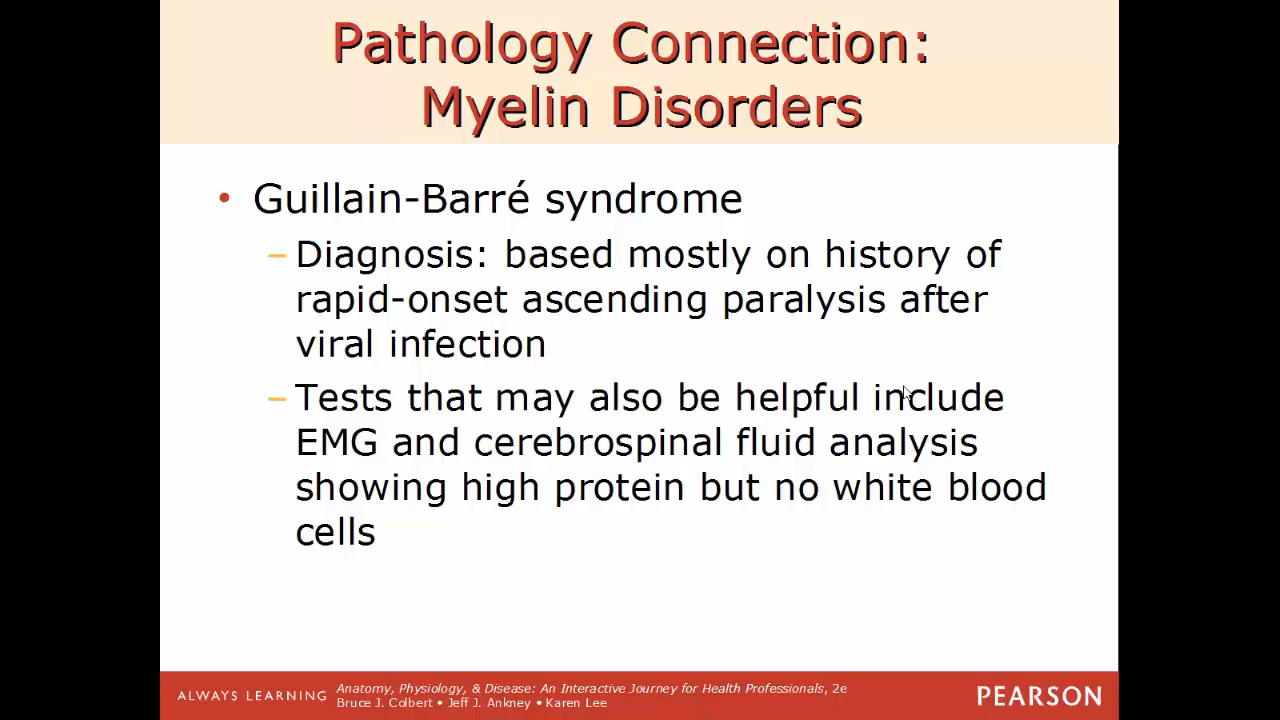 Pathology Connection:
Myelin Disorders
• Guillain-Barré syndrome
– Diagnosis: based mostly on history of
rapid-onset ascending paralysis after
viral infection
– Tests that may also be helpful include
EMG and cerebrospinal fluid analysis
showing high protein but no white blood
cells
ALWAYS LEARNING
Anatomy, Physiology, & Disease: An Interactive Journey for Health Professionals, 2e
Bruce J. Colbert • Jeff J. Ankney • Karen Lee
PEARSON